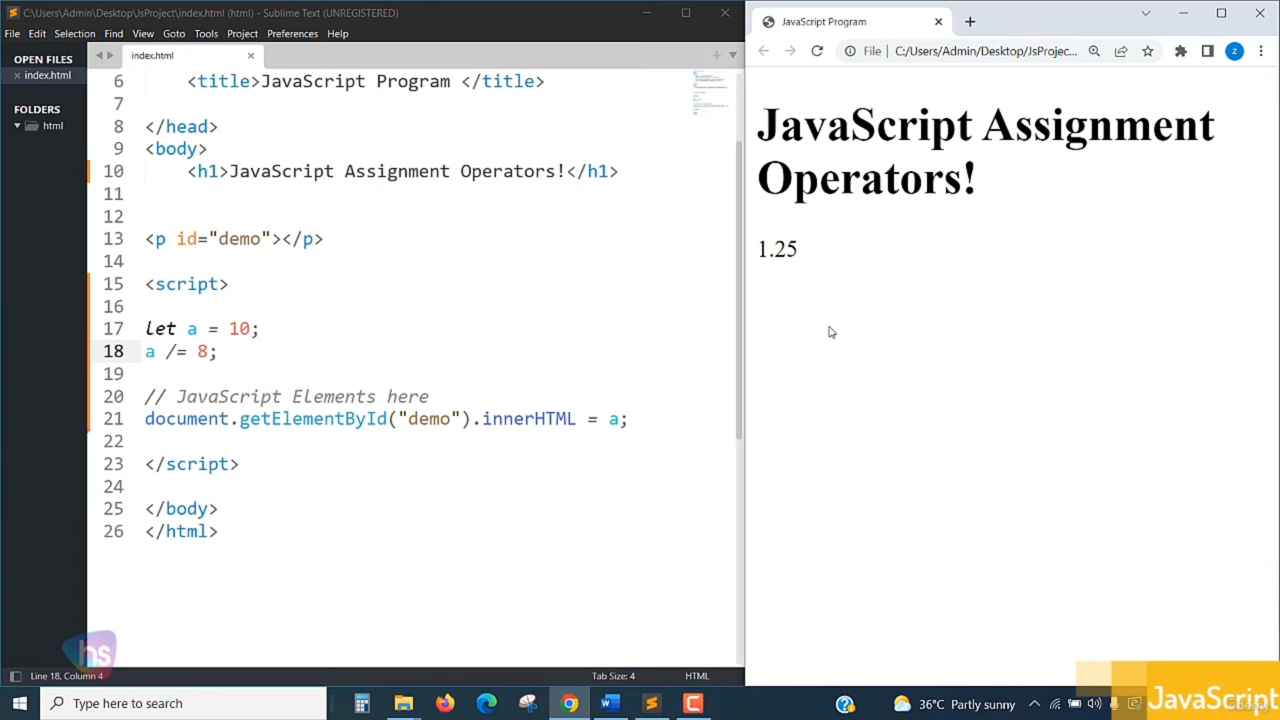 C:\Users\Admin\Desktop\JsProject\index.html (html) - Sublime Text (UNREGISTERED)
File Edit Selection Find View Goto Tools Project Preferences Help
OPEN FILES
index.html
FOLDERS
html
index.html
6 <title>JavaScript Program </title>
7
8 </head>
9 <body>
10 <h1>JavaScript Assignment Operators!</h1>
11
12
13 <p id="demo"></p>
14
15 <script>
16
17 let a = 10;
18 a /= 8;
19
20 // JavaScript Elements here
21 document.getElementById("demo").innerHTML = a;
22
23 </script>
24
25 </body>
26 </html>
Line 18, Column 4
Tab Size: 4
HTML
JavaScript Program
File C:/Users/Admin/Desktop/JsProjec...
Z
JavaScript Assignment
Operators!
1.25
hs
Type here to search
36°C Partly sunny
JavaScript